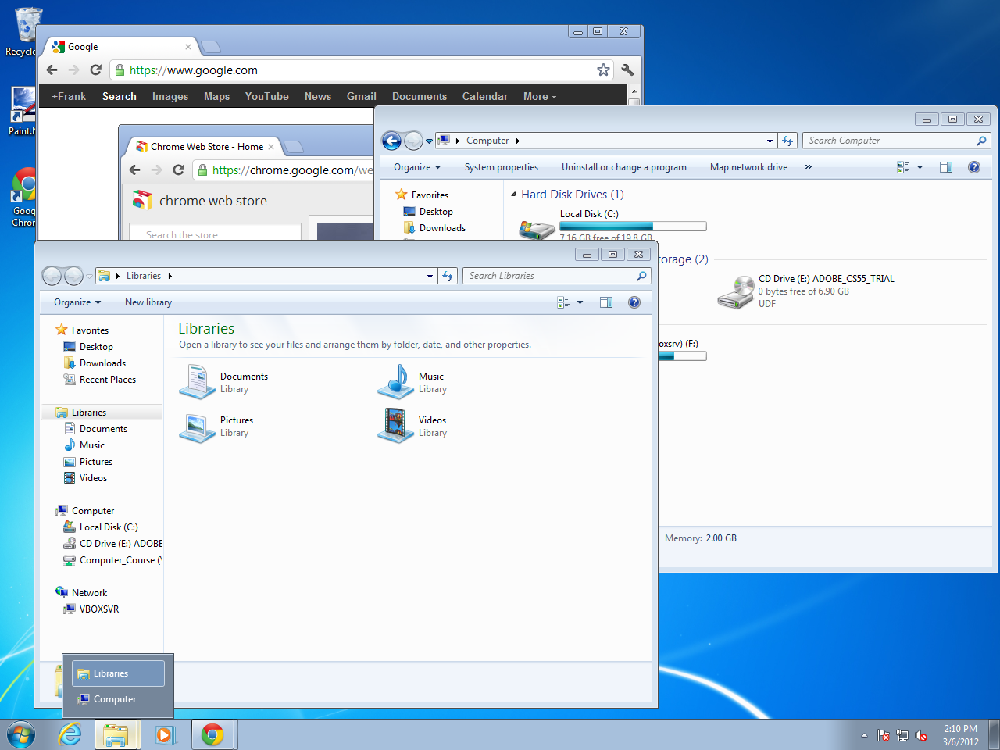 Recycle
Paint.N
Goog
Chron
Google
https://www.google.com
+Frank Search Images Maps YouTube News Gmail Documents Calendar More
Chrome Web Store - Home
https://chrome.google.com/we
chrome web store
Search the store
Computer
Search Computer
Organize System properties Uninstall or change a program Map network drive »
Favorites
Desktop
Downloads
Hard Disk Drives (1)
Local Disk (C:)
7.16 GB free of 19.8 GB
torage (2)
CD Drive (E:) ADOBE_CS55_TRIAL
0 bytes free of 6.90 GB
UDF
oxsrv) (F:)
Memory: 2.00 GB
Libraries
Search Libraries
Organize New library
Favorites
Desktop
Downloads
Recent Places
Libraries
Documents
Music
Pictures
Videos
Computer
Local Disk (C:)
CD Drive (E:) ADOBE
Computer_Course (\
Network
VBOXSVR
Libraries
Open a library to see your files and arrange them by folder, date, and other properties.
Documents
Library
Music
Library
Pictures
Library
Videos
Library
Libraries
Computer
2:10 PM
3/6/2012